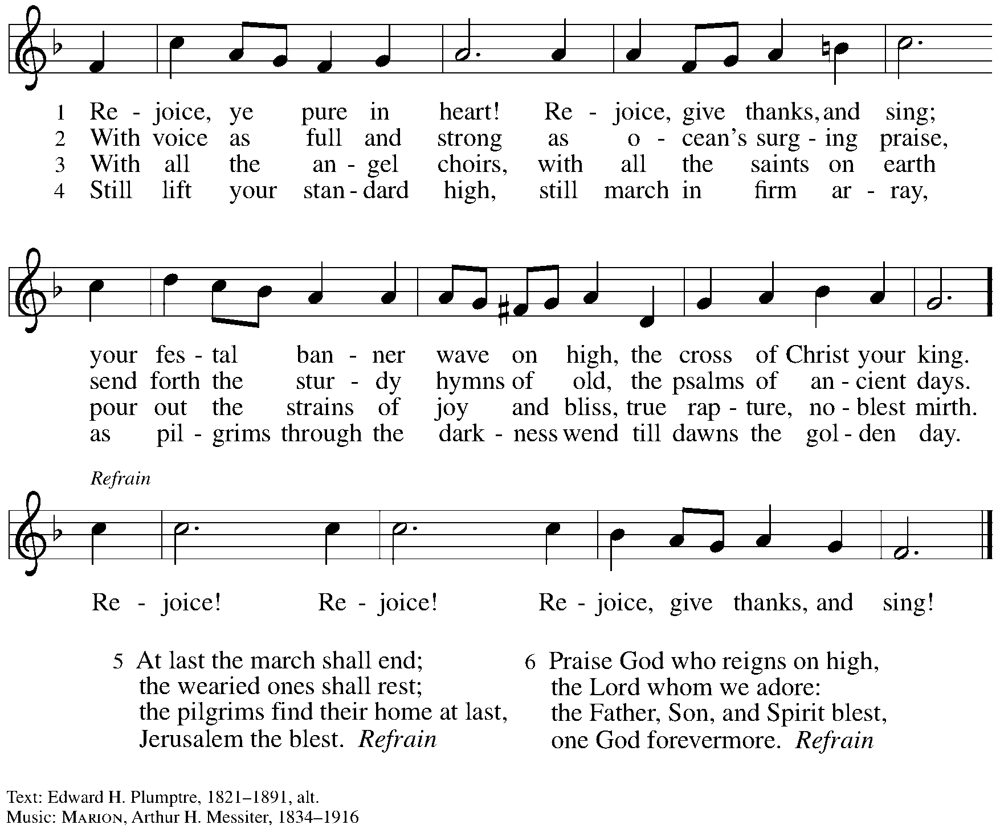 1 Re - joice, ye pure in heart! Re - joice, give thanks, and sing;
2 With voice as full and strong as o - cean's surg - ing praise,
3 With all the an - gel choirs, with all the saints on earth
4 Still lift your stan - dard high, still march in firm ar - ray,
your fes - tal ban - ner wave on high, the cross of Christ your king.
send forth the stur - dy hymns of old, the psalms of an - cient days.
pour out the strains of joy and bliss, true rap - ture, no - blest mirth.
as pil - grims through the dark - ness wend till dawns the gol - den day.
Refrain
Re - joice! Re - joice! Re - joice, give thanks, and sing!
5 At last the march shall end;
the wearied ones shall rest;
the pilgrims find their home at last,
Jerusalem the blest. Refrain
6 Praise God who reigns on high,
the Lord whom we adore:
the Father, Son, and Spirit blest,
one God forevermore. Refrain
Text: Edward H. Plumptre, 1821–1891, alt.
Music: MARION, Arthur H. Messiter, 1834–1916